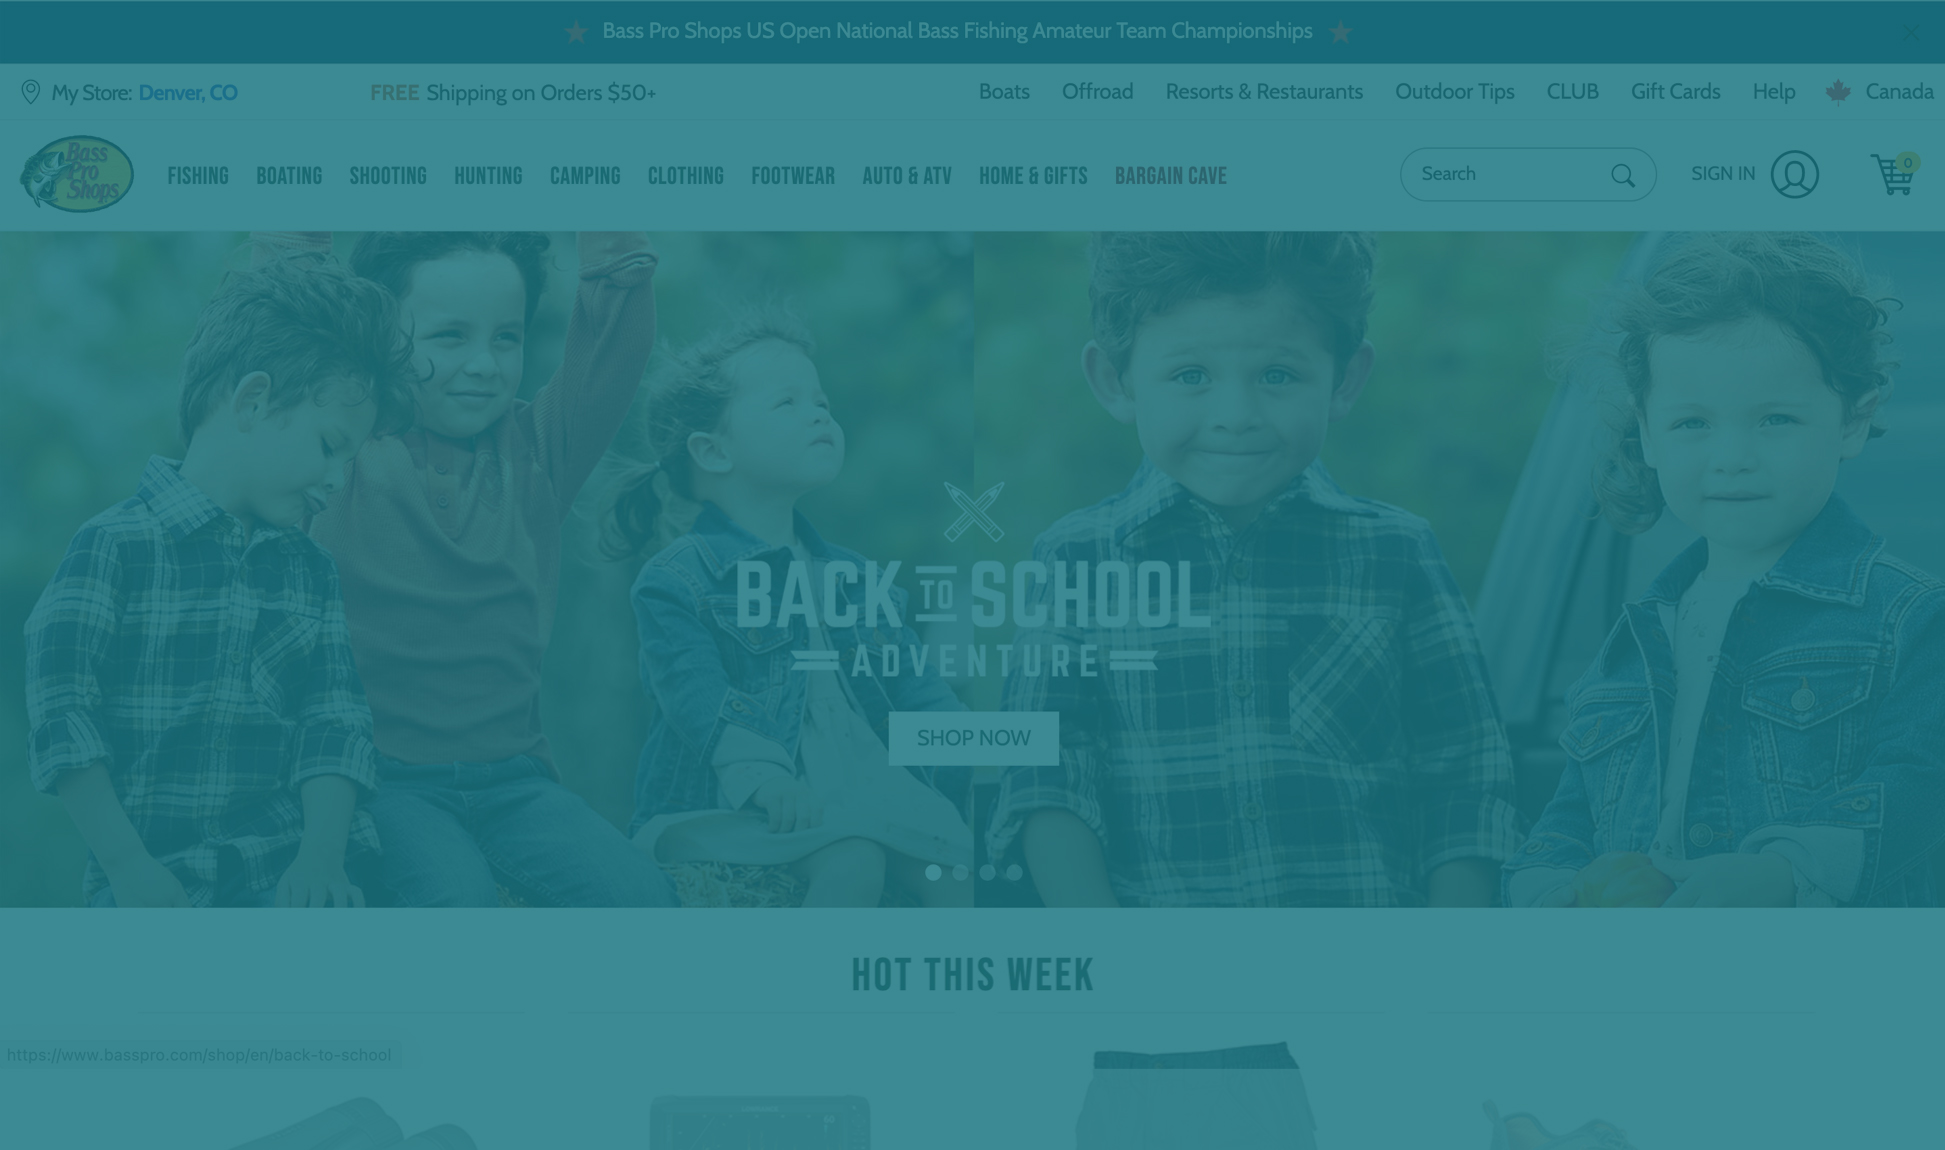 Bass Pro Shops US Open National Bass Fishing Amateur Team Championships
My Store: Denver, CO
FREE Shipping on Orders $50+
Boats Offroad Resorts & Restaurants Outdoor Tips CLUB Gift Cards Help Canada
Bass
Pro
Shops
FISHING BOATING SHOOTING HUNTING CAMPING CLOTHING FOOTWEAR AUTO & ATV HOME & GIFTS BARGAIN CAVE
Search
SIGN IN
0
BACK TO SCHOOL
ADVENTURE
SHOP NOW
HOT THIS WEEK
https://www.basspro.com/shop/en/back-to-school